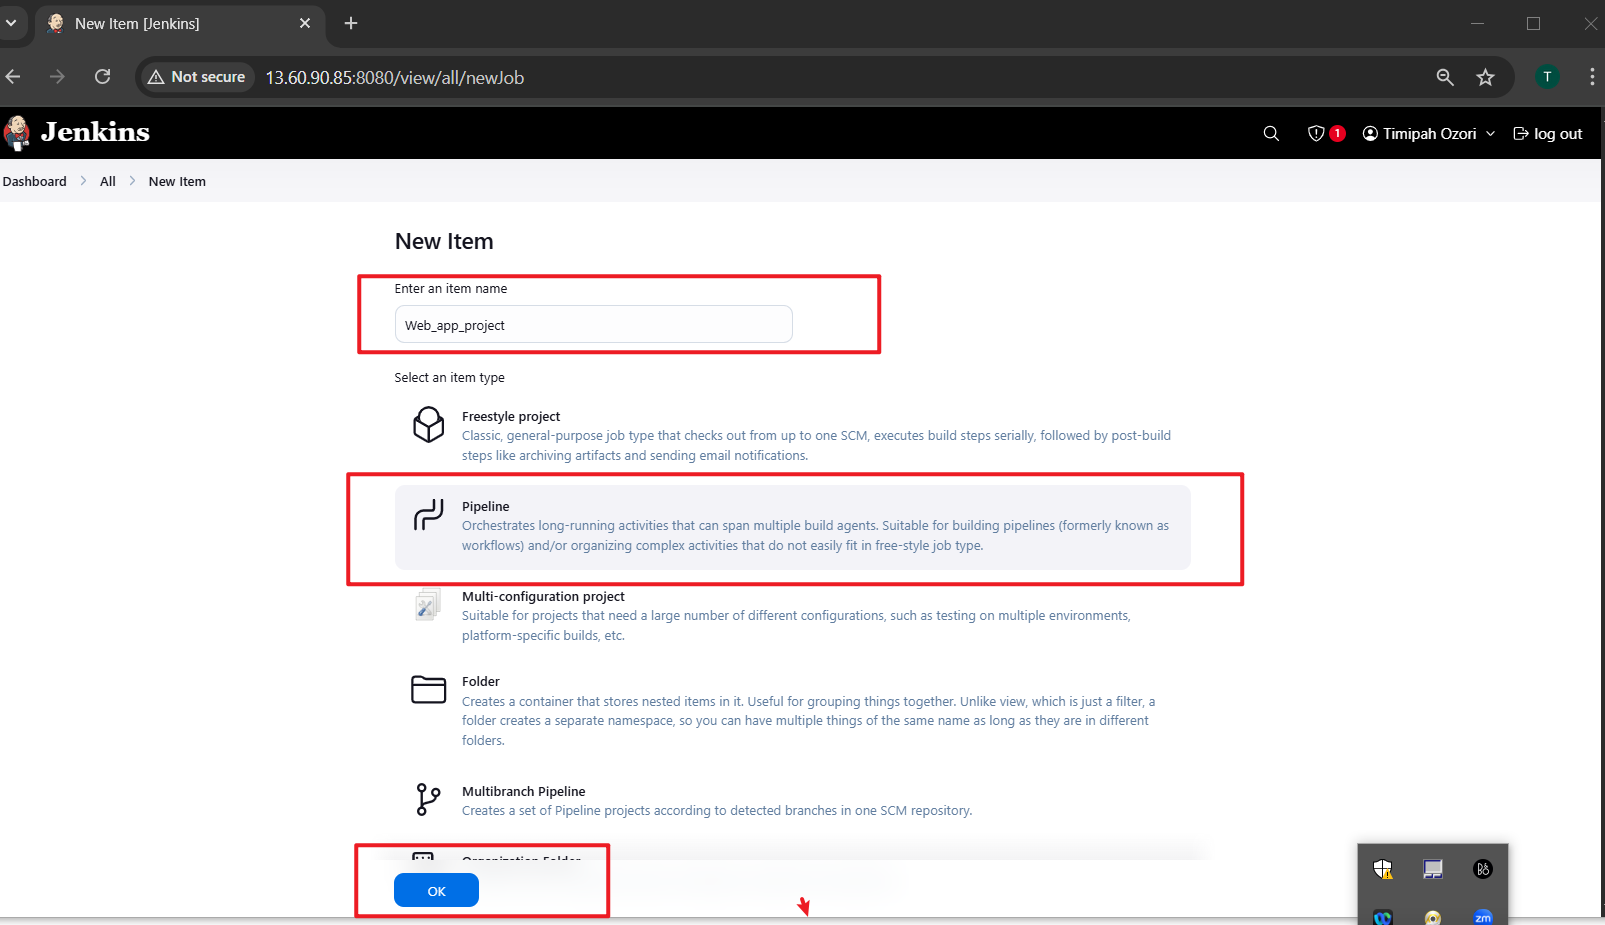 New Item [Jenkins]
Not secure
13.60.90.85:8080/view/all/newJob
T
Jenkins
1
Timipah Ozori
log out
Dashboard
All
New Item
New Item
Enter an item name
Web_app_project
Select an item type
Freestyle project
Classic, general-purpose job type that checks out from up to one SCM, executes build steps serially, followed by post-build
steps like archiving artifacts and sending email notifications.
Pipeline
Orchestrates long-running activities that can span multiple build agents. Suitable for building pipelines (formerly known as
workflows) and/or organizing complex activities that do not easily fit in free-style job type.
Multi-configuration project
Suitable for projects that need a large number of different configurations, such as testing on multiple environments,
platform-specific builds, etc.
Folder
Creates a container that stores nested items in it. Useful for grouping things together. Unlike view, which is just a filter, a
folder creates a separate namespace, so you can have multiple things of the same name as long as they are in different
folders.
Multibranch Pipeline
Creates a set of Pipeline projects according to detected branches in one SCM repository.
Organization Folder
OK
zm